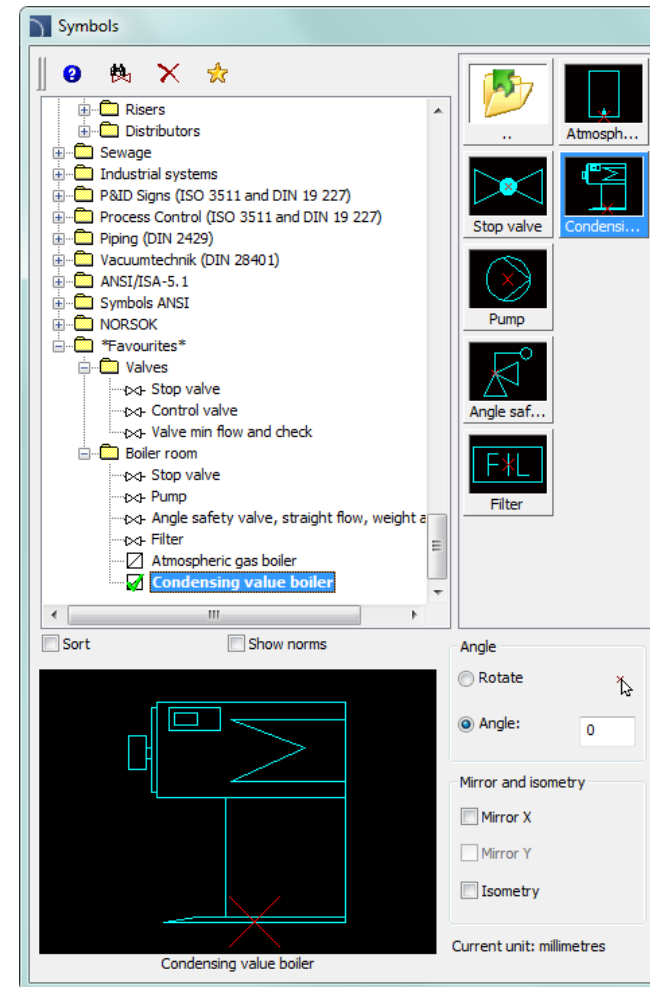 Symbols
Risers
Distributors
Sewage
Industrial systems
P&ID Signs (ISO 3511 and DIN 19 227)
Process Control (ISO 3511 and DIN 19 227)
Piping (DIN 2429)
Vacuumtechnik (DIN 28401)
ANSI/ISA-5.1
Symbols ANSI
NORSOK
*Favourites*
Valves
Stop valve
Control valve
Valve min flow and check
Boiler room
Stop valve
Pump
Angle safety valve, straight flow, weight a
Filter
Atmospheric gas boiler
Condensing value boiler
Sort Show norms
.. Atmosph...
Stop valve Condensi...
Pump
Angle saf...
FIL
Filter
Angle
Rotate
Angle: 0
Mirror and isometry
Mirror X
Mirror Y
Isometry
Current unit: millimetres
Condensing value boiler